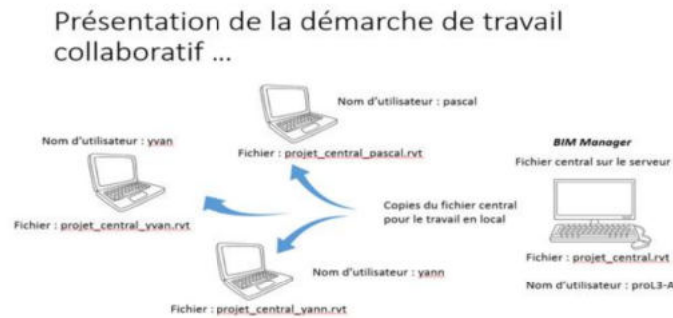 Présentation de la démarche de travail
collaboratif ...
Nom d'utilisateur : pascal
Fichier : projet_central_pascal.rvt
Nom d'utilisateur : yvan
Fichier : projet_central_yvan.rvt
Copies du fichier central
pour le travail en local
Nom d'utilisateur : yann
Fichier : projet_central_yann.rvt
BIM Manager
Fichier central sur le serveur
Fichier : projet_central.rvt
Nom d'utilisateur : proL3-A